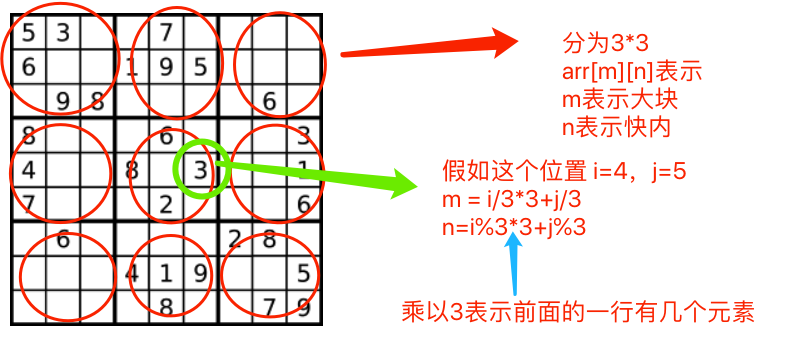 5 3 7
6 1 9 5
9 8 6
8 6 3
4 8 3 1
7 2 6
6 2 8
4 1 9 5
8 7 9
分为3*3
arr[m][n]表示
m表示大块
n表示快内
假如这个位置 i=4，j=5
m = i/3*3+j/3
n=i%3*3+j%3
乘以3表示前面的一行有几个元素